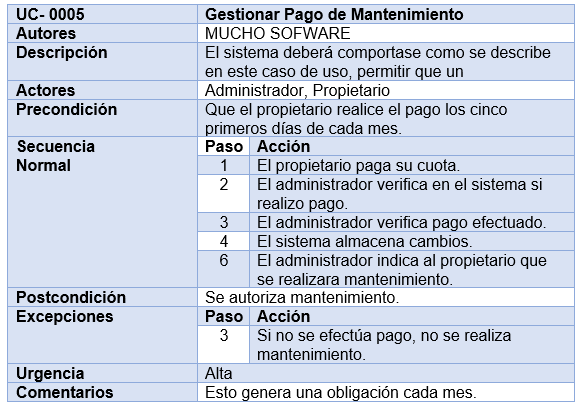 UC- 0005 Gestionar Pago de Mantenimiento
Autores MUCHO SOFWARE
Descripción El sistema deberá comportase como se describe
en este caso de uso, permitir que un
Actores Administrador, Propietario
Precondición Que el propietario realice el pago los cinco
primeros días de cada mes.
Secuencia Paso Acción
Normal 1 El propietario paga su cuota.
2 El administrador verifica en el sistema si
realizo pago.
3 El administrador verifica pago efectuado.
4 El sistema almacena cambios.
6 El administrador indica al propietario que
se realizara mantenimiento.
Postcondición Se autoriza mantenimiento.
Excepciones Paso Acción
3 Si no se efectúa pago, no se realiza
mantenimiento.
Urgencia Alta
Comentarios Esto genera una obligación cada mes.